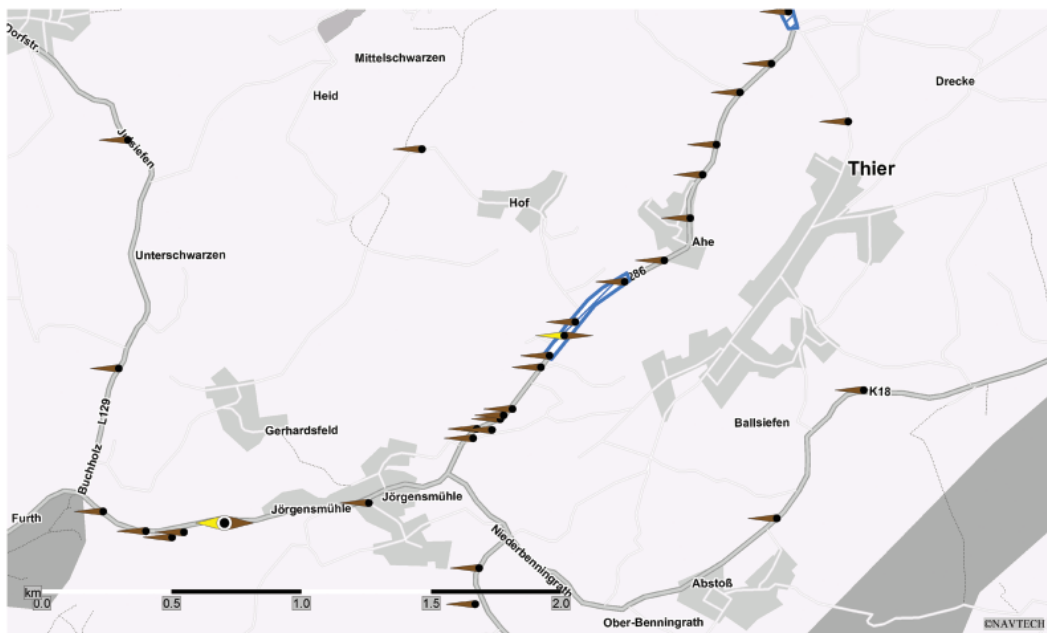 Dorfstr.
Mittelschwarzen
Drecke
Heid
Julsiefen
Thier
Hof
Ahe
Unterschwarzen
286
K18
L129
Ballsiefen
Gerhardsfeld
Buchholz
Jörgensmühle
Jörgensmühle
Furth
Niederbenningrath
Abstoß
km
0.0 0.5 1.0 1.5 2.0
Ober-Benningrath
©NAVTECH